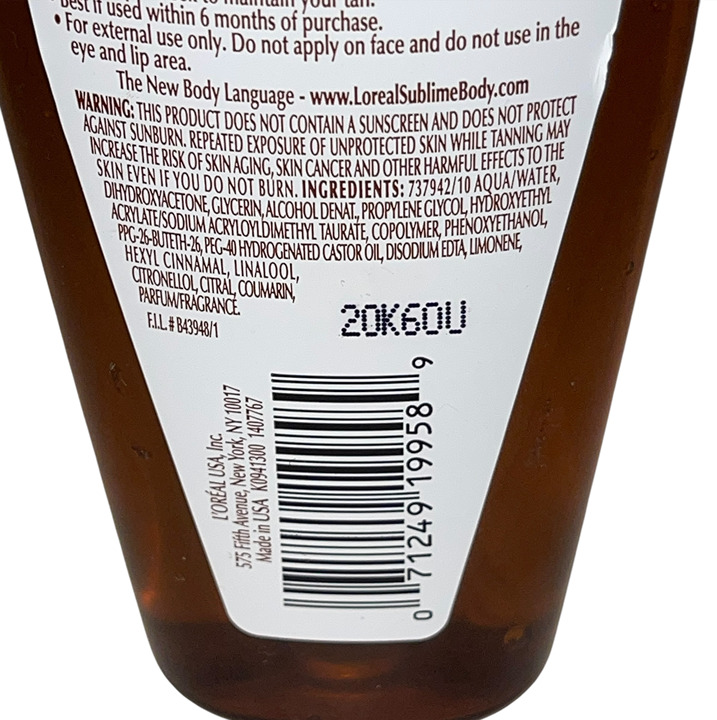 maintain your tan.
• Best if used within 6 months of purchase.
• For external use only. Do not apply on face and do not use in the
eye and lip area.
The New Body Language - www.LorealSublimeBody.com
WARNING: THIS PRODUCT DOES NOT CONTAIN A SUNSCREEN AND DOES NOT PROTECT
AGAINST SUNBURN. REPEATED EXPOSURE OF UNPROTECTED SKIN WHILE TANNING MAY
INCREASE THE RISK OF SKIN AGING, SKIN CANCER AND OTHER HARMFUL EFFECTS TO THE
SKIN EVEN IF YOU DO NOT BURN. INGREDIENTS: 737942/10 AQUA/WATER,
DIHYDROXYACETONE, GLYCERIN, ALCOHOL DENAT., PROPYLENE GLYCOL, HYDROXYETHYL
ACRYLATE/SODIUM ACRYLOYLDIMETHYL TAURATE, COPOLYMER, PHENOXYETHANOL,
PPG-26-BUTETH-26, PEG-40 HYDROGENATED CASTOR OIL, DISODIUM EDTA, LIMONENE,
HEXYL CINNAMAL, LINALOOL,
CITRONELLOL, CITRAL, COUMARIN,
PARFUM/FRAGRANCE.
F.I.L. # B43948/1
20K60U
L'ORÉAL USA, Inc.
575 Fifth Avenue, New York, NY 10017
Made in USA K0941300 1407767
0 71249 19958 9